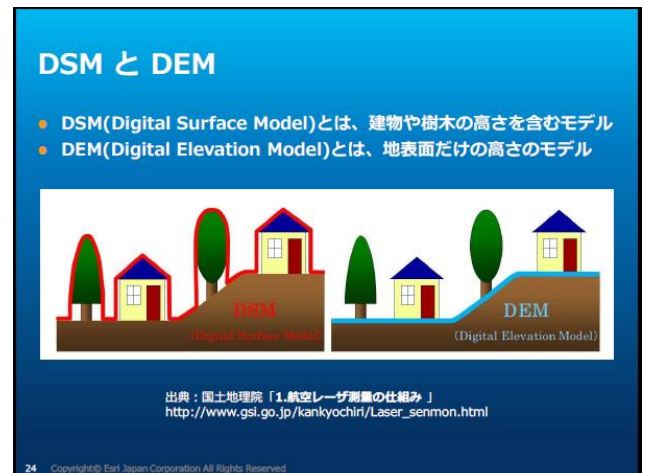 DSM と DEM
• DSM(Digital Surface Model)とは、建物や樹木の高さを含むモデル
• DEM(Digital Elevation Model)とは、地表面だけの高さのモデル
DSM
(Digital Surface Model)
DEM
(Digital Elevation Model)
出典：国土地理院「1.航空レーザ測量の仕組み 」
http://www.gsi.go.jp/kankyochiri/Laser_senmon.html
24 Copyright© Esri Japan Corporation All Rights Reserved